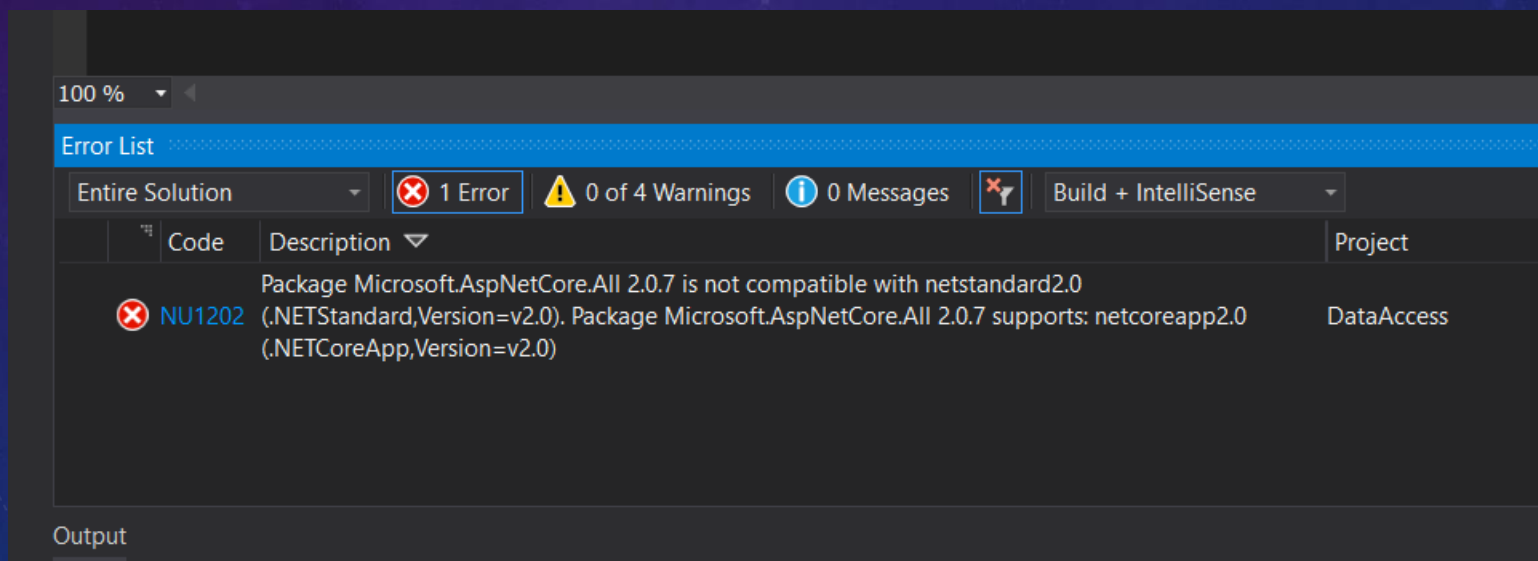 100 %
Error List
Entire Solution 1 Error 0 of 4 Warnings 0 Messages Build + IntelliSense
Code Description Project
Package Microsoft.AspNetCore.All 2.0.7 is not compatible with netstandard2.0
NU1202 (.NETStandard,Version=v2.0). Package Microsoft.AspNetCore.All 2.0.7 supports: netcoreapp2.0 DataAccess
(.NETCoreApp,Version=v2.0)
Output